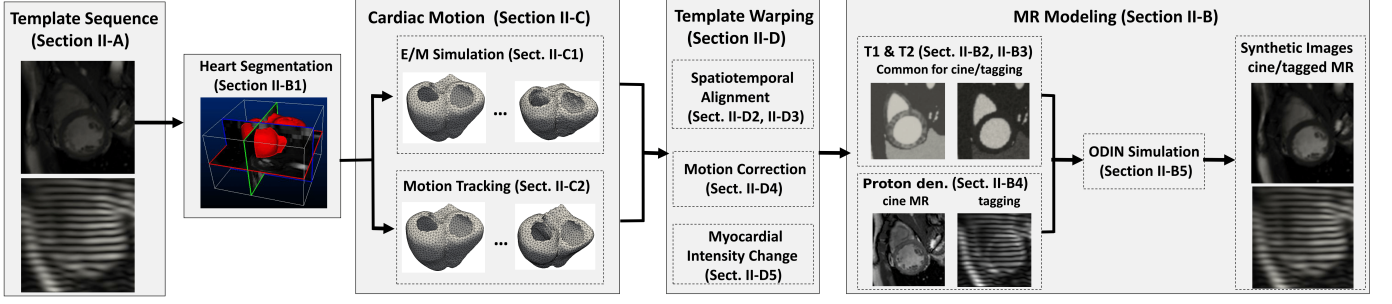 Template Sequence
(Section II-A)
Heart Segmentation
(Section II-B1)
Cardiac Motion (Section II-C)
E/M Simulation (Sect. II-C1)
...
Motion Tracking (Sect. II-C2)
...
Template Warping
(Section II-D)
Spatiotemporal
Alignment
(Sect. II-D2, II-D3)
Motion Correction
(Sect. II-D4)
Myocardial
Intensity Change
(Sect. II-D5)
MR Modeling (Section II-B)
T1 & T2 (Sect. II-B2, II-B3)
Common for cine/tagging
Proton den. (Sect. II-B4)
cine MR tagging
ODIN Simulation
(Section II-B5)
Synthetic Images
cine/tagged MR